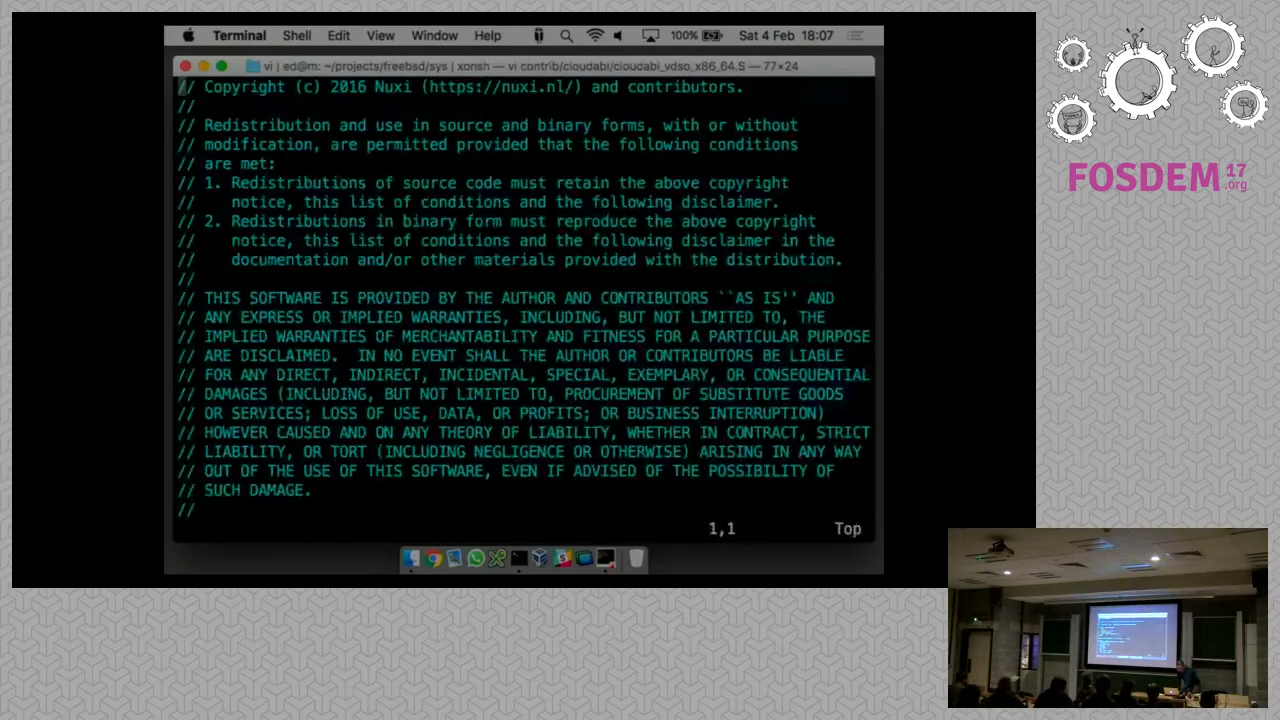 Terminal Shell Edit View Window Help 100% Sat 4 Feb 18:07
vi | ed@m: ~/projects/freebsd/sys | xonsh — vi contrib/cloudabi/cloudabi_vdso_x86_64.S — 77×24
// Copyright (c) 2016 Nuxi (https://nuxi.nl/) and contributors.
//
// Redistribution and use in source and binary forms, with or without
// modification, are permitted provided that the following conditions
// are met:
// 1. Redistributions of source code must retain the above copyright
//    notice, this list of conditions and the following disclaimer.
// 2. Redistributions in binary form must reproduce the above copyright
//    notice, this list of conditions and the following disclaimer in the
//    documentation and/or other materials provided with the distribution.
//
// THIS SOFTWARE IS PROVIDED BY THE AUTHOR AND CONTRIBUTORS ``AS IS'' AND
// ANY EXPRESS OR IMPLIED WARRANTIES, INCLUDING, BUT NOT LIMITED TO, THE
// IMPLIED WARRANTIES OF MERCHANTABILITY AND FITNESS FOR A PARTICULAR PURPOSE
// ARE DISCLAIMED.  IN NO EVENT SHALL THE AUTHOR OR CONTRIBUTORS BE LIABLE
// FOR ANY DIRECT, INDIRECT, INCIDENTAL, SPECIAL, EXEMPLARY, OR CONSEQUENTIAL
// DAMAGES (INCLUDING, BUT NOT LIMITED TO, PROCUREMENT OF SUBSTITUTE GOODS
// OR SERVICES; LOSS OF USE, DATA, OR PROFITS; OR BUSINESS INTERRUPTION)
// HOWEVER CAUSED AND ON ANY THEORY OF LIABILITY, WHETHER IN CONTRACT, STRICT
// LIABILITY, OR TORT (INCLUDING NEGLIGENCE OR OTHERWISE) ARISING IN ANY WAY
// OUT OF THE USE OF THIS SOFTWARE, EVEN IF ADVISED OF THE POSSIBILITY OF
// SUCH DAMAGE.
//
1,1 Top
FOSDEM 17 .org